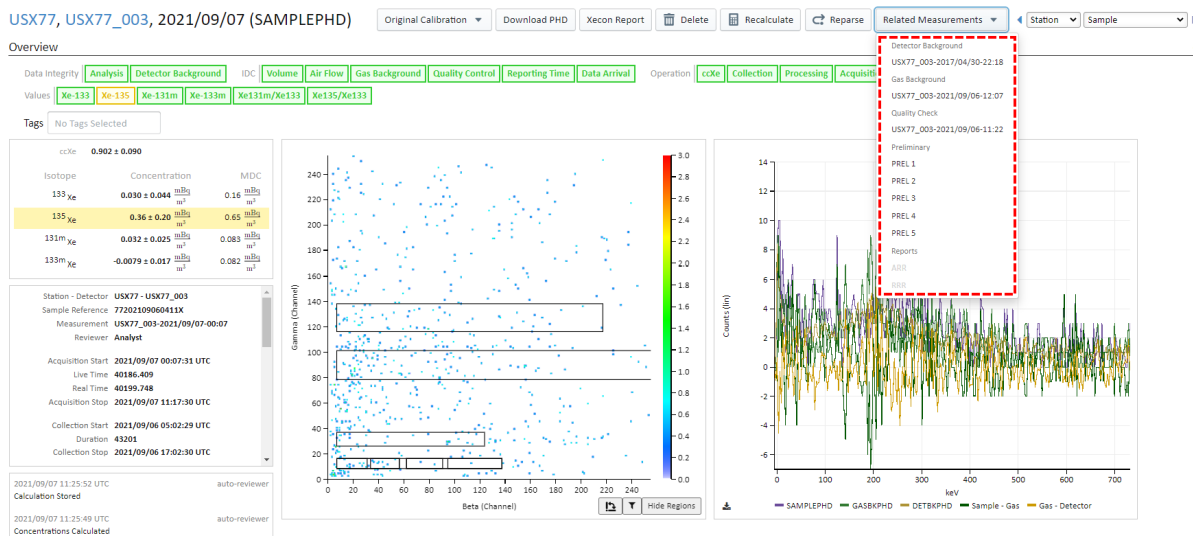 USX77, USX77_003, 2021/09/07 (SAMPLEPHD)
Original Calibration
Download PHD
Xecon Report
Delete
Recalculate
Reparse
Related Measurements
Station
Sample
Overview
Data Integrity Analysis Detector Background IDC Volume Air Flow Gas Background Quality Control Reporting Time Data Arrival Operation ccXe Collection Processing
Values Xe-133 Xe-135 Xe-131m Xe-133m Xe131m/Xe133 Xe135/Xe133
Tags No Tags Selected
Detector Background
USX77_003-2017/04/30-22:18
Gas Background
USX77_003-2021/09/06-12:07
Quality Check
USX77_003-2021/09/06-11:22
Preliminary
PREL 1
PREL 2
PREL 3
PREL 4
PREL 5
Reports
ARR
RRR
ccXe 0.902 ± 0.090
Isotope Concentration MDC
133 Xe 0.030 ± 0.044 mBq/m³ 0.16 mBq/m³
135 Xe 0.36 ± 0.20 mBq/m³ 0.65 mBq/m³
131m Xe 0.032 ± 0.025 mBq/m³ 0.083 mBq/m³
133m Xe -0.0079 ± 0.017 mBq/m³ 0.082 mBq/m³
Station - Detector USX77 - USX77_003
Sample Reference 77202109060411X
Measurement USX77_003-2021/09/07-00:07
Reviewer Analyst
Acquisition Start 2021/09/07 00:07:31 UTC
Live Time 40186.409
Real Time 40199.748
Acquisition Stop 2021/09/07 11:17:30 UTC
Collection Start 2021/09/06 05:02:29 UTC
Duration 43201
Collection Stop 2021/09/06 17:02:30 UTC
2021/09/07 11:25:52 UTC auto-reviewer
Calculation Stored
2021/09/07 11:25:49 UTC auto-reviewer
Concentrations Calculated
Gamma (Channel)
240
220
200
180
160
140
120
100
80
60
40
20
0
0 20 40 60 80 100 120 140 160 180 200 220 240
Beta (Channel)
3.0
2.8
2.6
2.4
2.2
2.0
1.8
1.6
1.4
1.2
1.0
0.8
0.6
0.4
0.2
0.0
Hide Regions
Counts (lin)
14
12
10
8
6
4
2
0
-2
-4
-6
0 100 200 300 400 500 600 700
keV
SAMPLEPHD GASBKPHD DETBKPHD Sample - Gas Gas - Detector